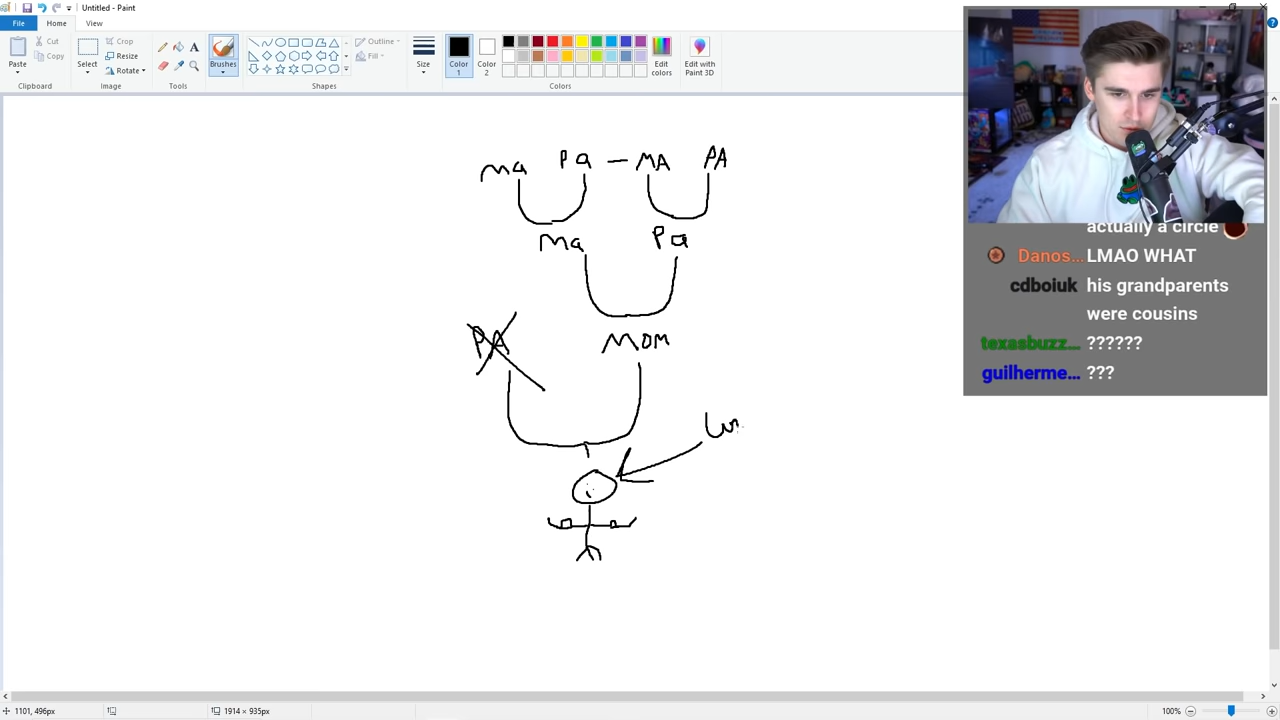 Untitled - Paint
File Home View
Paste
Cut
Copy
Clipboard
Select
Crop
Resize
Rotate
Image
Tools
Brushes
Shapes
Outline
Fill
Size
Color 1
Color 2
Edit colors
Edit with Paint 3D
Colors
Ma Pa — MA PA
Ma Pa
PA MOM
actually a circle
Danos... LMAO WHAT
cdboiuk his grandparents
were cousins
texasbuzz... ??????
guilherme... ???
1101, 496px
1914 × 935px
100%